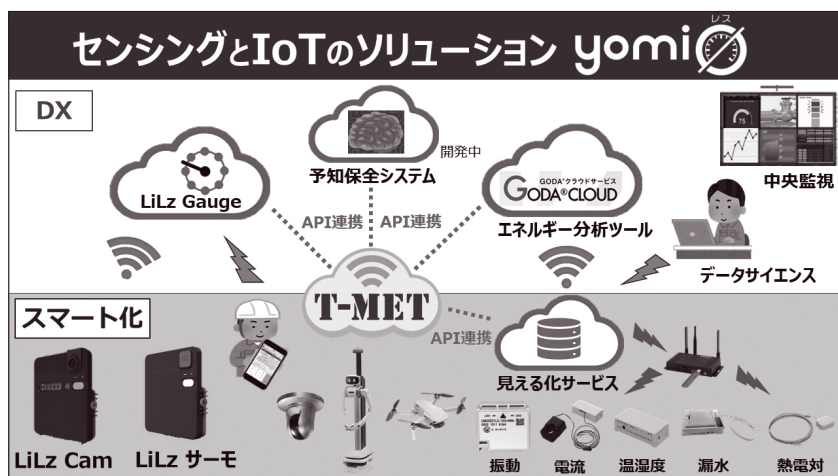 センシングとIoTのソリューション yomiレス
DX
開発中
予知保全システム
LiLz Gauge
API連携 API連携
GODA®クラウドサービス
GODA®CLOUD
エネルギー分析ツール
中央監視
データサイエンス
T-MET
スマート化
API連携
見える化サービス
LiLz Cam
LiLz サーモ
振動
電流
温湿度
漏水
熱電対